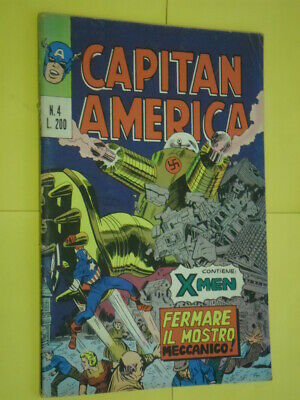 CAPITAN
AMERICA
N.4
L. 200
CONTIENE:
X MEN
FERMARE
IL MOSTRO
MECCANICO!